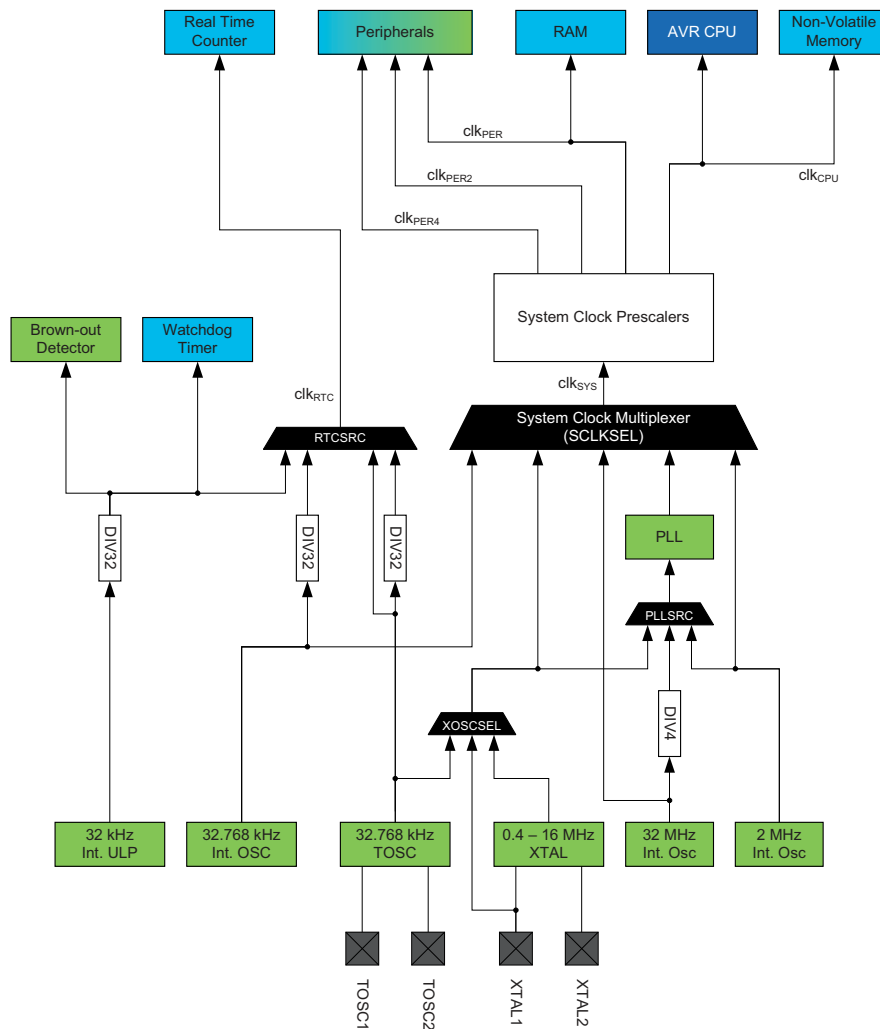 Real Time
Counter
Peripherals
RAM
AVR CPU
Non-Volatile
Memory
clkPER
clkPER2
clkCPU
clkPER4
System Clock Prescalers
Brown-out
Detector
Watchdog
Timer
clkRTC
clkSYS
RTCSRC
System Clock Multiplexer
(SCLKSEL)
DIV32
DIV32
DIV32
PLL
PLLSRC
XOSCSEL
DIV4
32 kHz
Int. ULP
32.768 kHz
Int. OSC
32.768 kHz
TOSC
0.4 – 16 MHz
XTAL
32 MHz
Int. Osc
2 MHz
Int. Osc
TOSC1
TOSC2
XTAL1
XTAL2